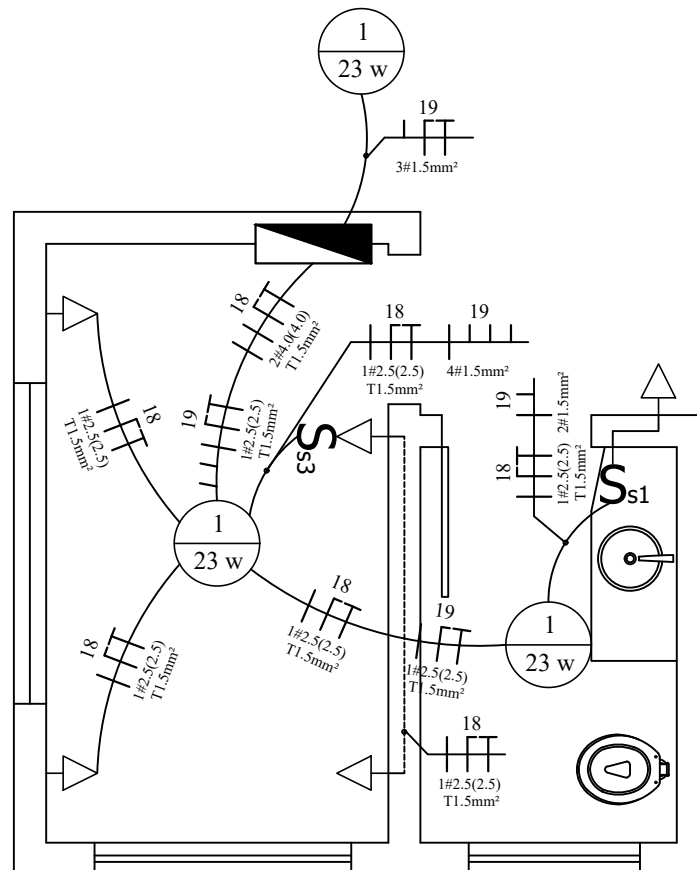 1
23 w
19
3#1.5mm²
18
2#4.0(4.0)
T1.5mm²
18
1#2.5(2.5)
T1.5mm²
19
4#1.5mm²
19
1#2.5(2.5)
T1.5mm²
18
1#2.5(2.5)
T1.5mm²
Ss3
19
2#1.5mm²
18
1#2.5(2.5)
T1.5mm²
Ss1
1
23 w
18
1#2.5(2.5)
T1.5mm²
18
1#2.5(2.5)
T1.5mm²
19
1#2.5(2.5)
T1.5mm²
1
23 w
18
1#2.5(2.5)
T1.5mm²